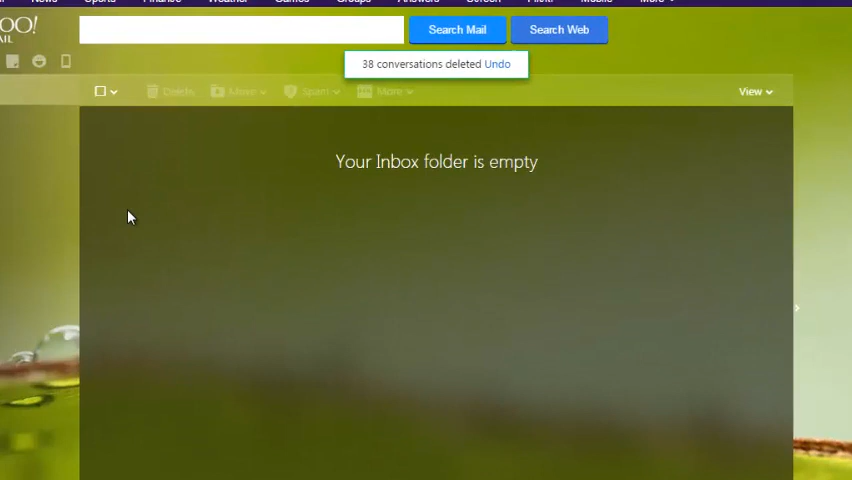 News Sports Finance Weather Games Groups Answers Screen Flickr Mobile More
OO!
AIL
Search Mail
Search Web
38 conversations deleted Undo
Delete
Move
Spam
More
View
Your Inbox folder is empty